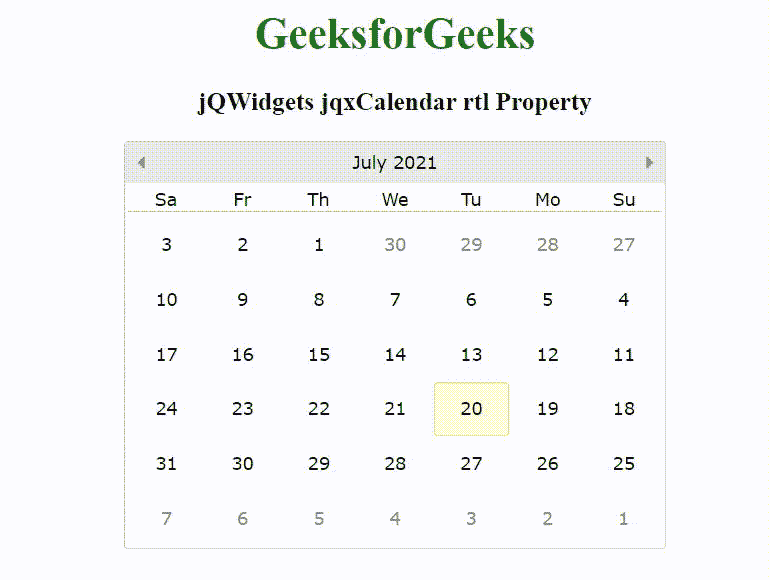 GeeksforGeeks
jQWidgets jqxCalendar rtl Property
July 2021
Sa Fr Th We Tu Mo Su
3 2 1 30 29 28 27
10 9 8 7 6 5 4
17 16 15 14 13 12 11
24 23 22 21 20 19 18
31 30 29 28 27 26 25
7 6 5 4 3 2 1